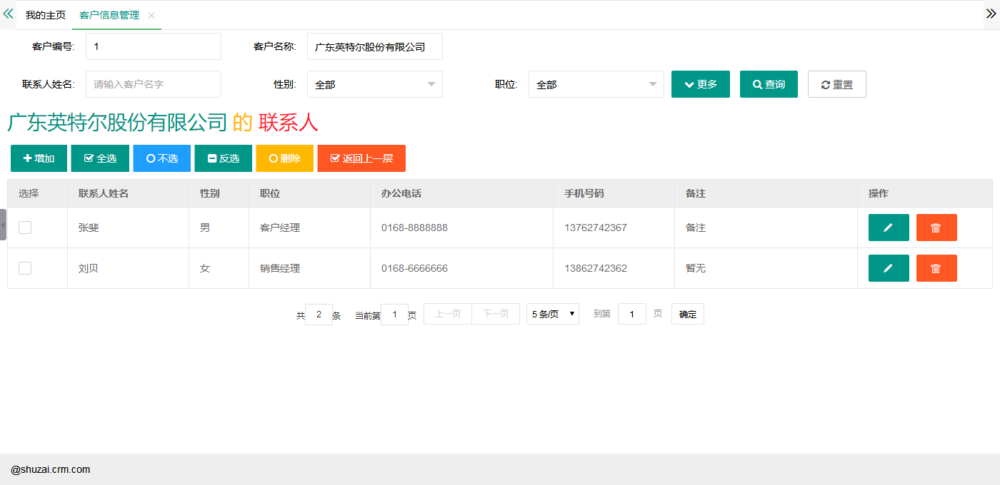 我的主页 客户信息管理
客户编号: 1 客户名称: 广东英特尔股份有限公司
联系人姓名: 请输入客户名字 性别: 全部 职位: 全部 更多 查询 重置
广东英特尔股份有限公司 的 联系人
增加 全选 不选 反选 删除 返回上一层
选择 联系人姓名 性别 职位 办公电话 手机号码 备注 操作
张斐 男 客户经理 0168-8888888 13762742367 备注
刘贝 女 销售经理 0168-6666666 13862742362 暂无
共 2 条 当前第 1 页 上一页 下一页 5 条/页 到第 1 页 确定
@shuzai.crm.com